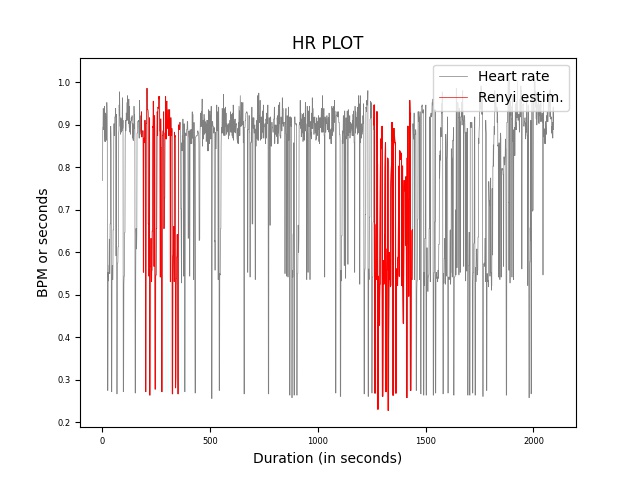 HR PLOT
Heart rate
Renyi estim.
BPM or seconds
1.0
0.9
0.8
0.7
0.6
0.5
0.4
0.3
0.2
0
500
1000
1500
2000
Duration (in seconds)